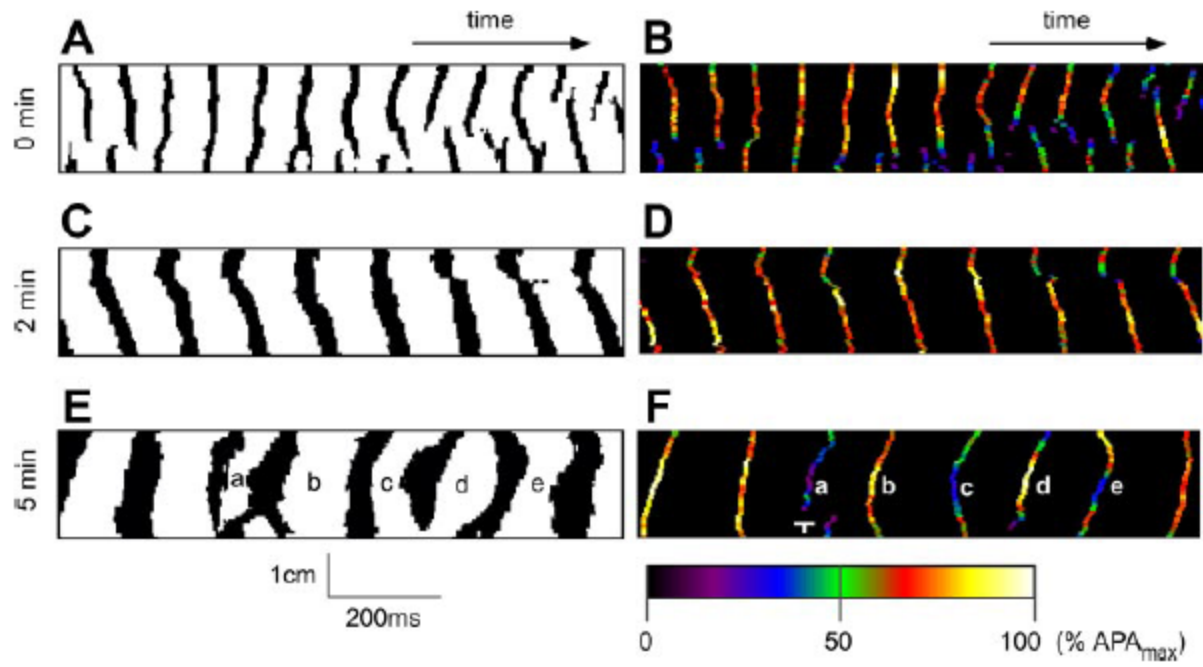 time
time
A
B
0 min
C
D
2 min
E
F
5 min
a b c d e
a b c d e
1cm
200ms
0 50 100 (% APAmax)